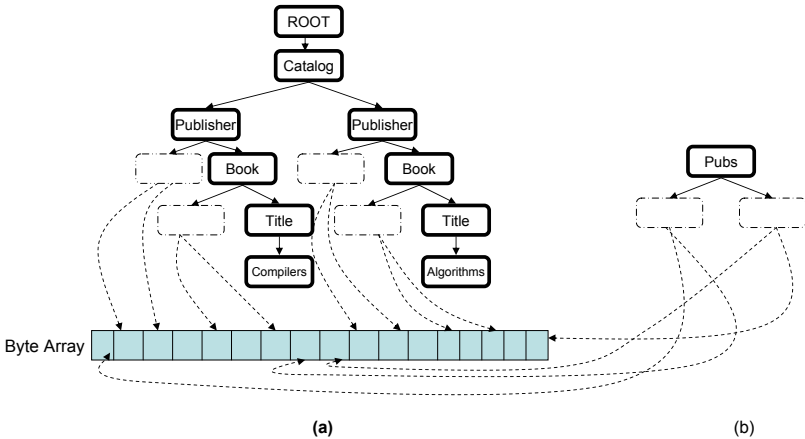 ROOT
Catalog
Publisher
Publisher
Book
Book
Pubs
Title
Title
Compilers
Algorithms
Byte Array
(a)
(b)